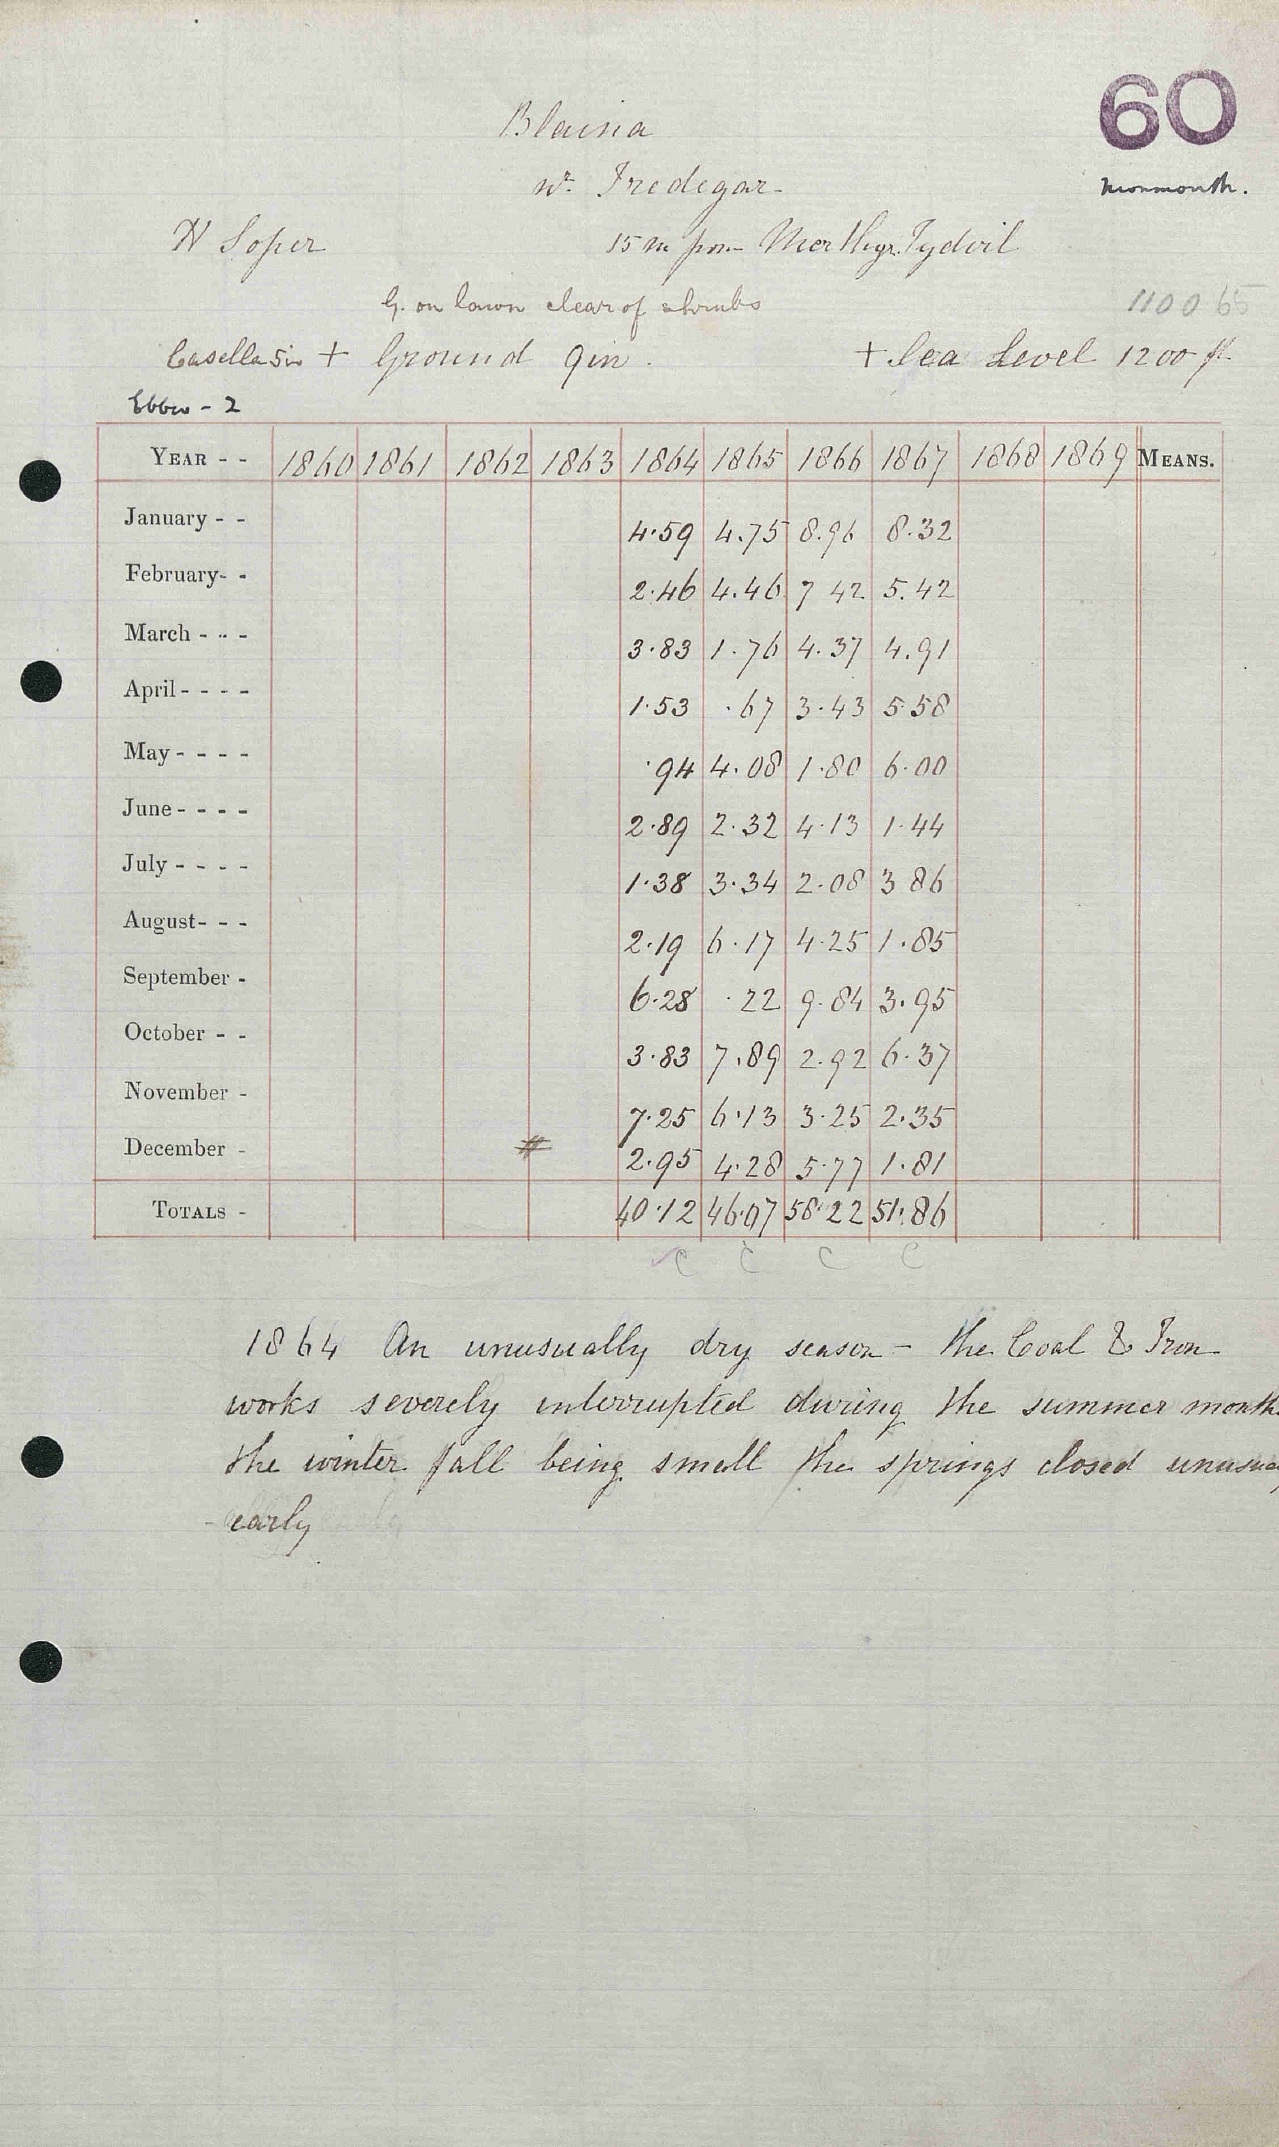 60
Blaina
nr. Tredegar
Monmouth.
W Soper 15 m from Merthyr Tydvil
G. on lawn clear of shrubs 1100 65
Casella 5in + Ground 9in. + Sea Level 1200 ft
Ebbw - 2
YEAR - - 1860 1861 1862 1863 1864 1865 1866 1867 1868 1869 MEANS.
January - - 4.59 4.75 8.96 8.32
February- - 2.46 4.46 7 42 5.42
March - - - 3.83 1.76 4.37 4.91
April - - - - 1.53 .67 3.43 5 58
May - - - - .94 4.08 1.80 6.00
June - - - - 2.89 2.32 4.13 1.44
July - - - - 1.38 3.34 2.08 3 86
August- - - 2.19 6.17 4.25 1.85
September - 6.28 .22 9.84 3.95
October - - 3.83 7.89 2.92 6.37
November - 7.25 6.13 3.25 2.35
December - # 2.95 4.28 5.77 1.81
TOTALS - 40.12 46.07 58.22 51.86
C C C C
1864 An unusually dry season - the Coal & Iron
works severely interrupted during the summer month
the winter fall being small the springs closed unusua
- early